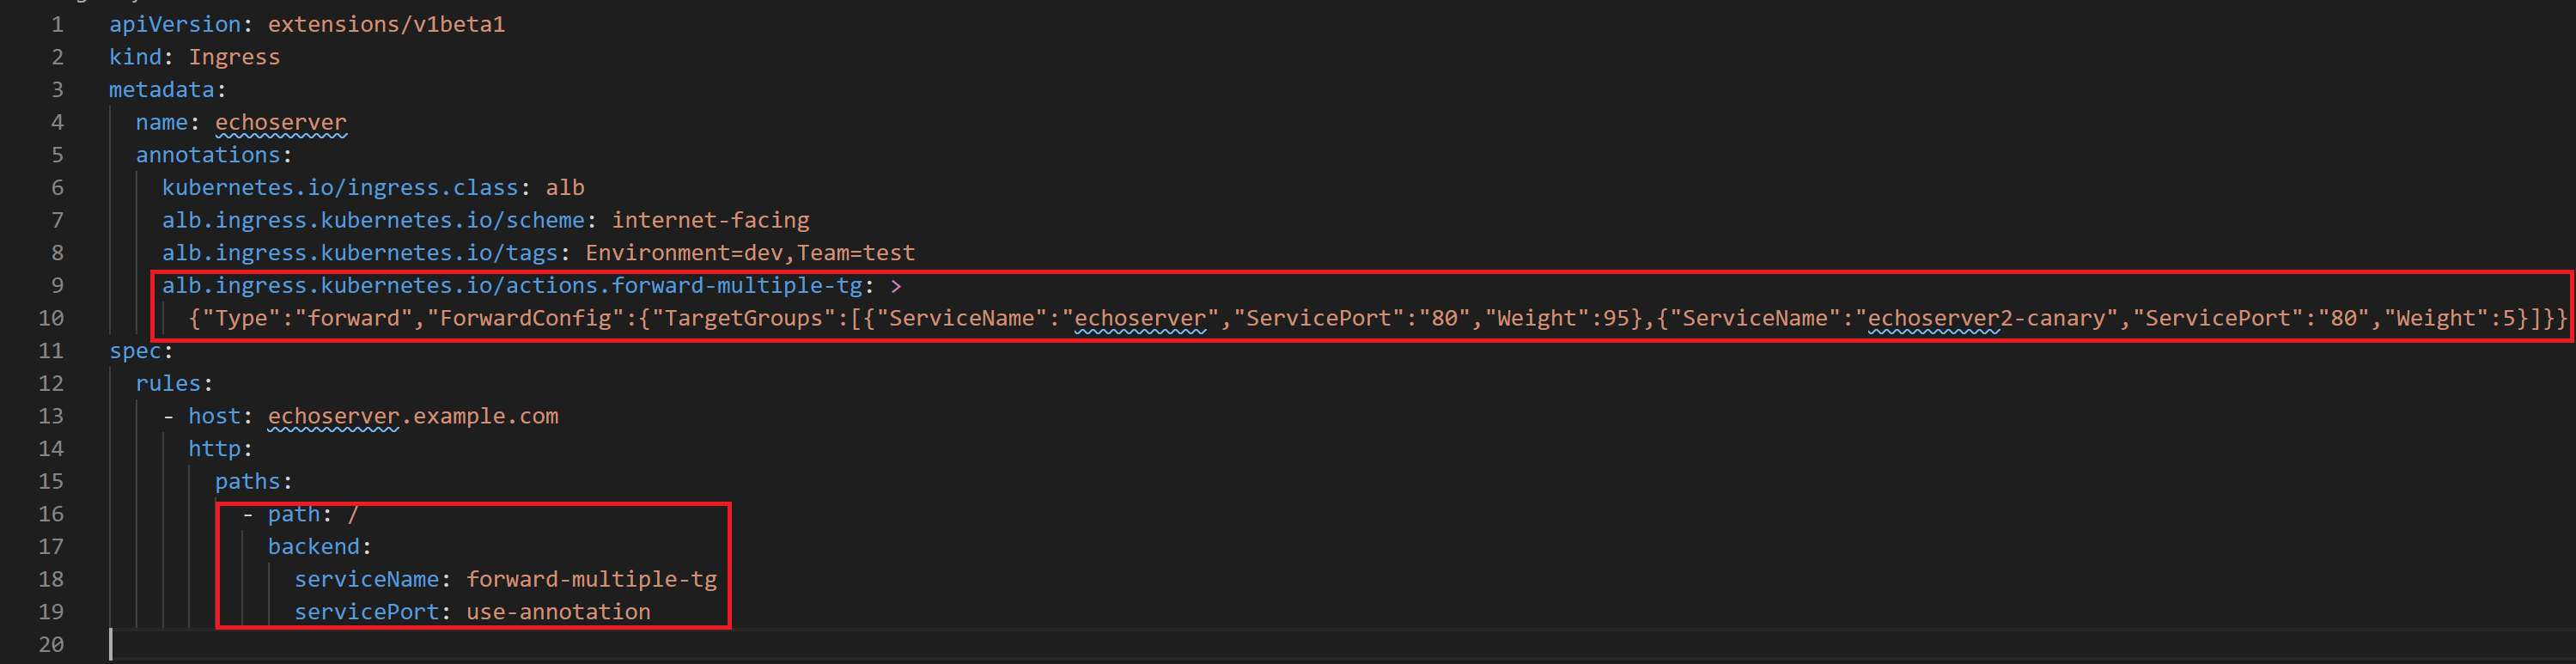 1 apiVersion: extensions/v1beta1
2 kind: Ingress
3 metadata:
4   name: echoserver
5   annotations:
6     kubernetes.io/ingress.class: alb
7     alb.ingress.kubernetes.io/scheme: internet-facing
8     alb.ingress.kubernetes.io/tags: Environment=dev,Team=test
9     alb.ingress.kubernetes.io/actions.forward-multiple-tg: >
10       {"Type":"forward","ForwardConfig":{"TargetGroups":[{"ServiceName":"echoserver","ServicePort":"80","Weight":95},{"ServiceName":"echoserver2-canary","ServicePort":"80","Weight":5}]}}
11 spec:
12   rules:
13     - host: echoserver.example.com
14       http:
15         paths:
16           - path: /
17             backend:
18               serviceName: forward-multiple-tg
19               servicePort: use-annotation
20